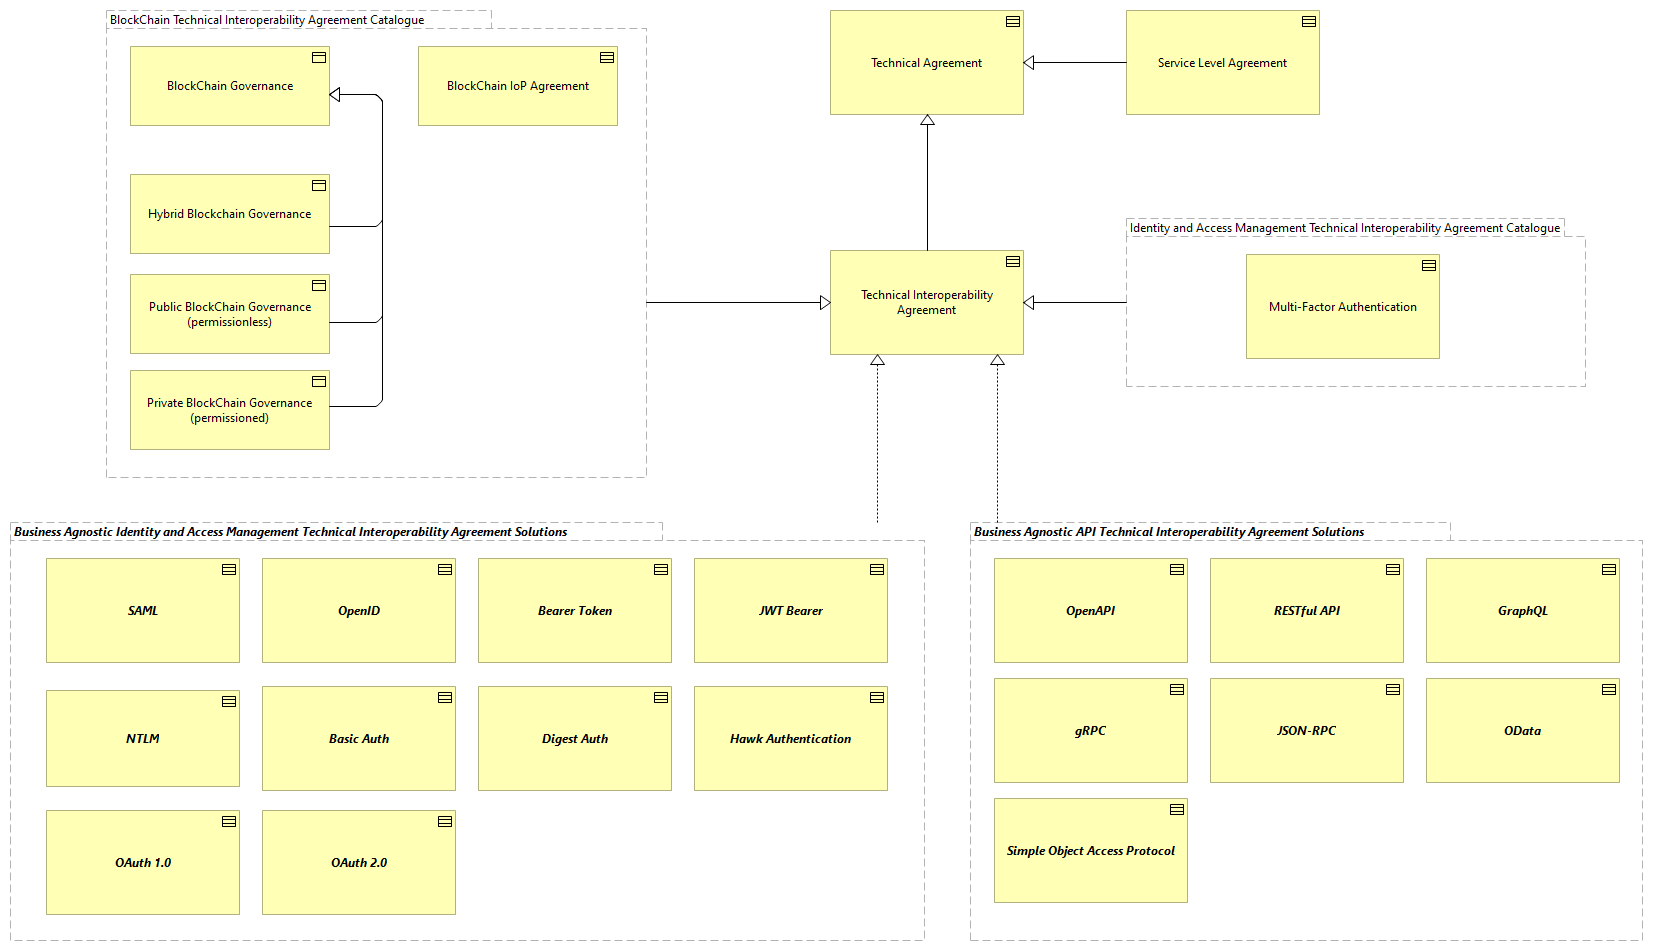 BlockChain Technical Interoperability Agreement Catalogue
BlockChain Governance
BlockChain IoP Agreement
Hybrid Blockchain Governance
Public BlockChain Governance
(permissionless)
Private BlockChain Governance
(permissioned)
Technical Agreement
Service Level Agreement
Technical Interoperability
Agreement
Identity and Access Management Technical Interoperability Agreement Catalogue
Multi-Factor Authentication
Business Agnostic Identity and Access Management Technical Interoperability Agreement Solutions
SAML
OpenID
Bearer Token
JWT Bearer
NTLM
Basic Auth
Digest Auth
Hawk Authentication
OAuth 1.0
OAuth 2.0
Business Agnostic API Technical Interoperability Agreement Solutions
OpenAPI
RESTful API
GraphQL
gRPC
JSON-RPC
OData
Simple Object Access Protocol